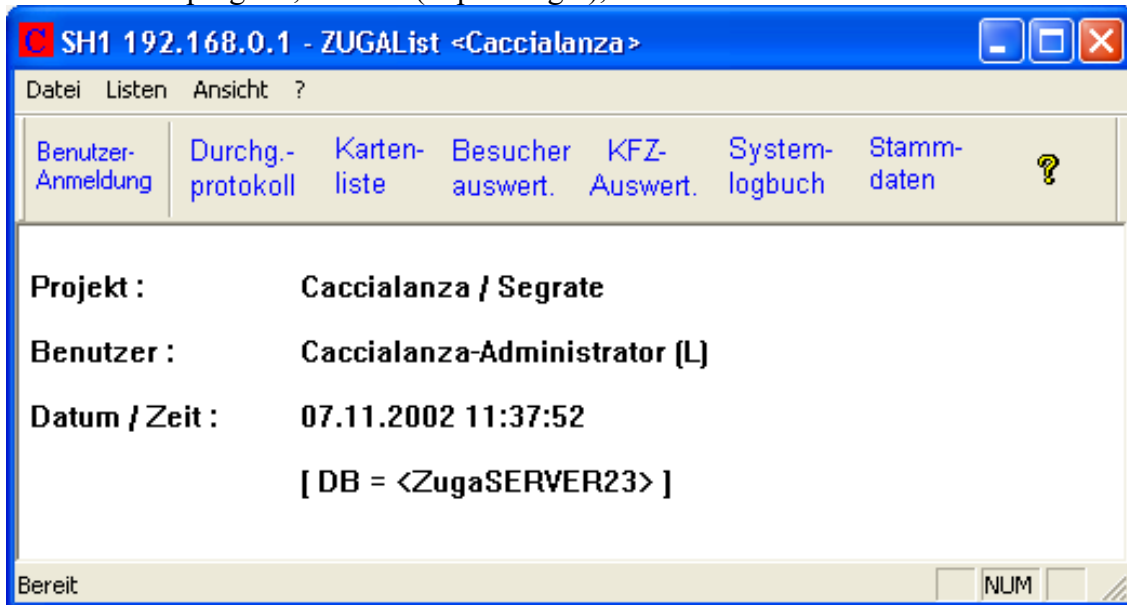 C SH1 192.168.0.1 - ZUGAList <Caccialanza>
Datei Listen Ansicht ?
Benutzer- Durchg.- Karten- Besucher KFZ- System- Stamm-
Anmeldung protokoll liste auswert. Auswert. logbuch daten ?
Projekt : Caccialanza / Segrate
Benutzer : Caccialanza-Administrator (L)
Datum / Zeit : 07.11.2002 11:37:52
[ DB = <ZugaSERVER23> ]
Bereit NUM